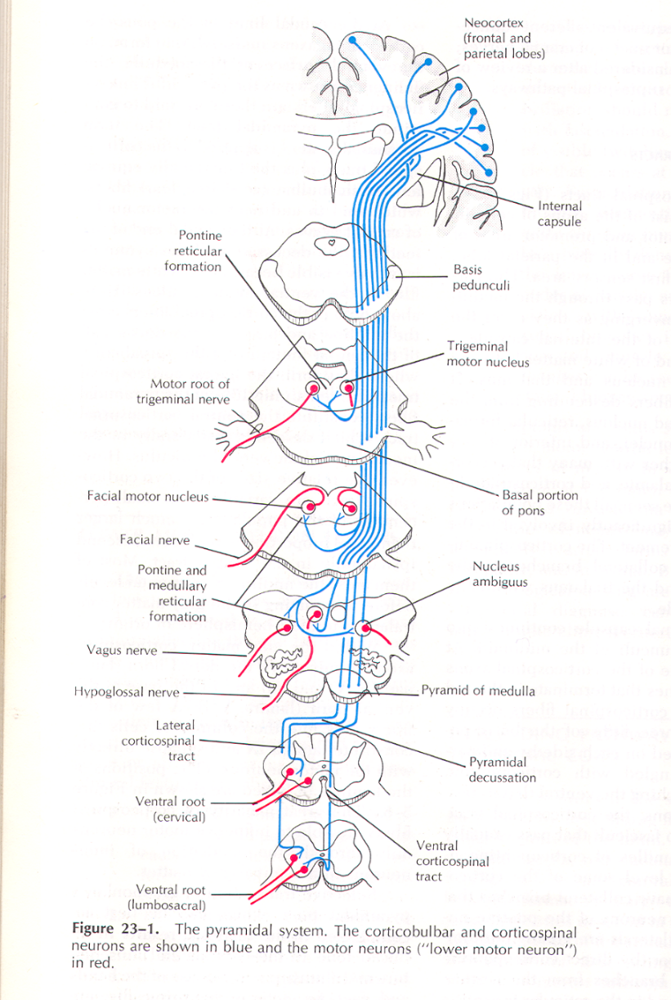 Neocortex
(frontal and
parietal lobes)
Internal
capsule
Pontine
reticular
formation
Basis
pedunculi
Trigeminal
motor nucleus
Motor root of
trigeminal nerve
Facial motor nucleus
Basal portion
of pons
Facial nerve
Pontine and
medullary
reticular
formation
Nucleus
ambiguus
Vagus nerve
Hypoglossal nerve
Pyramid of medulla
Lateral
corticospinal
tract
Pyramidal
decussation
Ventral root
(cervical)
Ventral
corticospinal
tract
Ventral root
(lumbosacral)
Figure 23–1. The pyramidal system. The corticobulbar and corticospinal
neurons are shown in blue and the motor neurons (“lower motor neuron”)
in red.